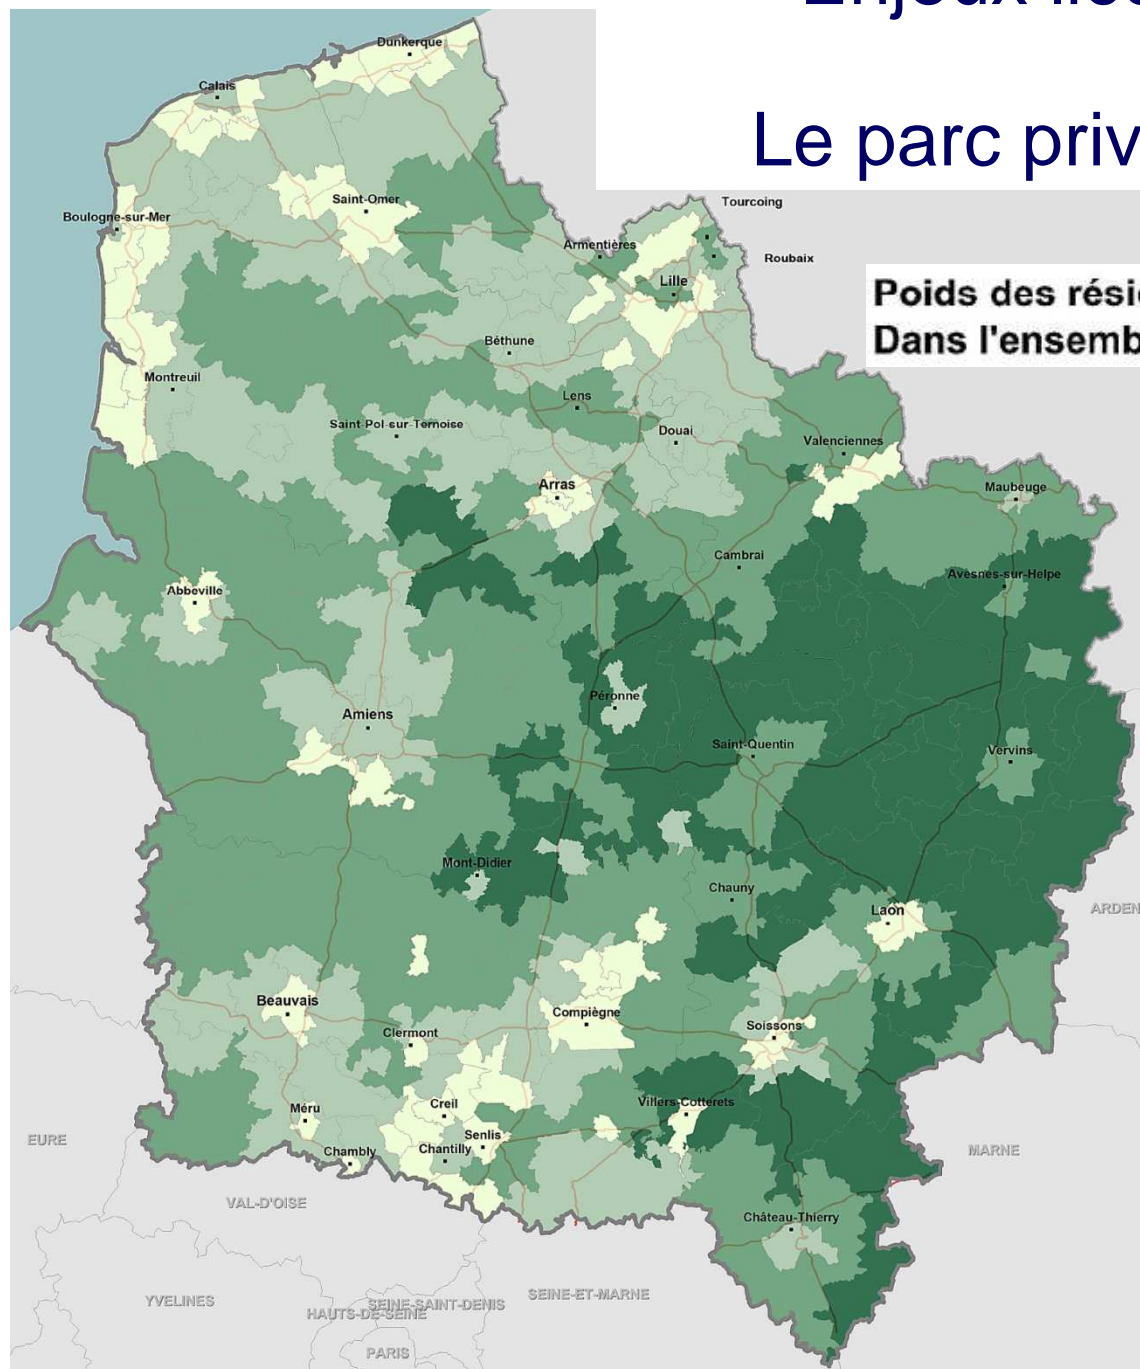 Le parc priv
Poids des rési
Dans l'ensemb
Dunkerque
Calais
Saint-Omer
Boulogne-sur-Mer
Tourcoing
Armentières
Roubaix
Lille
Béthune
Montreuil
Lens
Saint-Pol-sur-Ternoise
Douai
Valenciennes
Arras
Maubeuge
Cambrai
Avesnes-sur-Helpe
Abbeville
Péronne
Amiens
Saint-Quentin
Vervins
Mont-Didier
Chauny
Laon
ARDEN
Beauvais
Compiègne
Soissons
Clermont
Méru
Creil
Villers-Cotterets
Senlis
Chantilly
Chambly
EURE
MARNE
VAL-D'OISE
Château-Thierry
SEINE-ET-MARNE
YVELINES
SEINE-SAINT-DENIS
HAUTS-DE-SEINE
PARIS